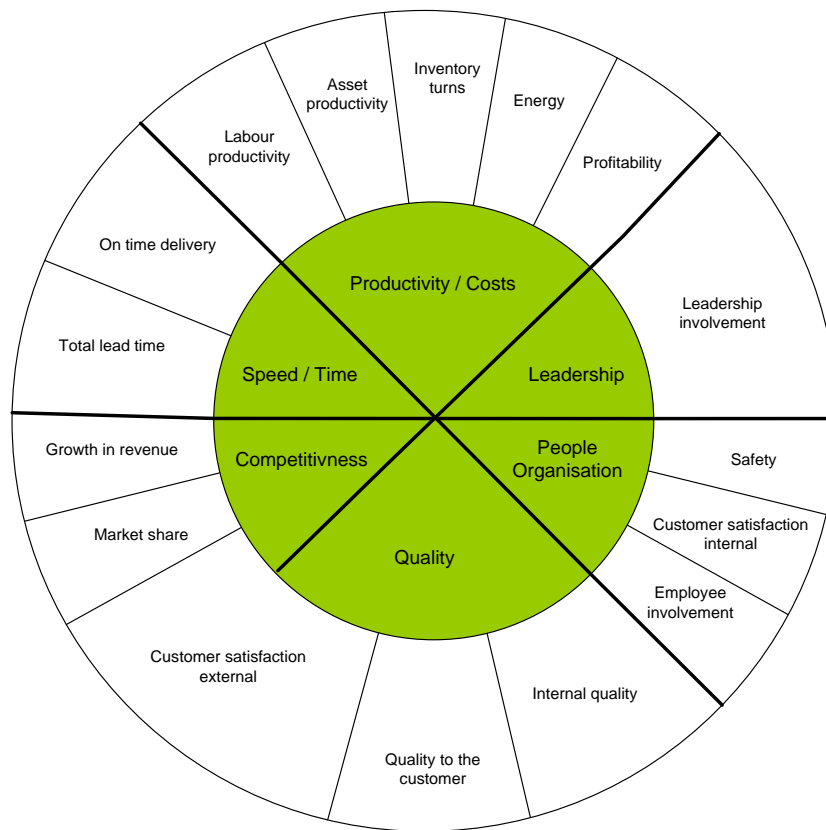 Inventory
turns
Asset
productivity
Energy
Labour
productivity
Profitability
On time delivery
Productivity / Costs
Leadership
involvement
Total lead time
Speed / Time
Leadership
Growth in revenue
Competitivness
People
Organisation
Safety
Market share
Customer satisfaction
internal
Quality
Employee
involvement
Customer satisfaction
external
Internal quality
Quality to the
customer